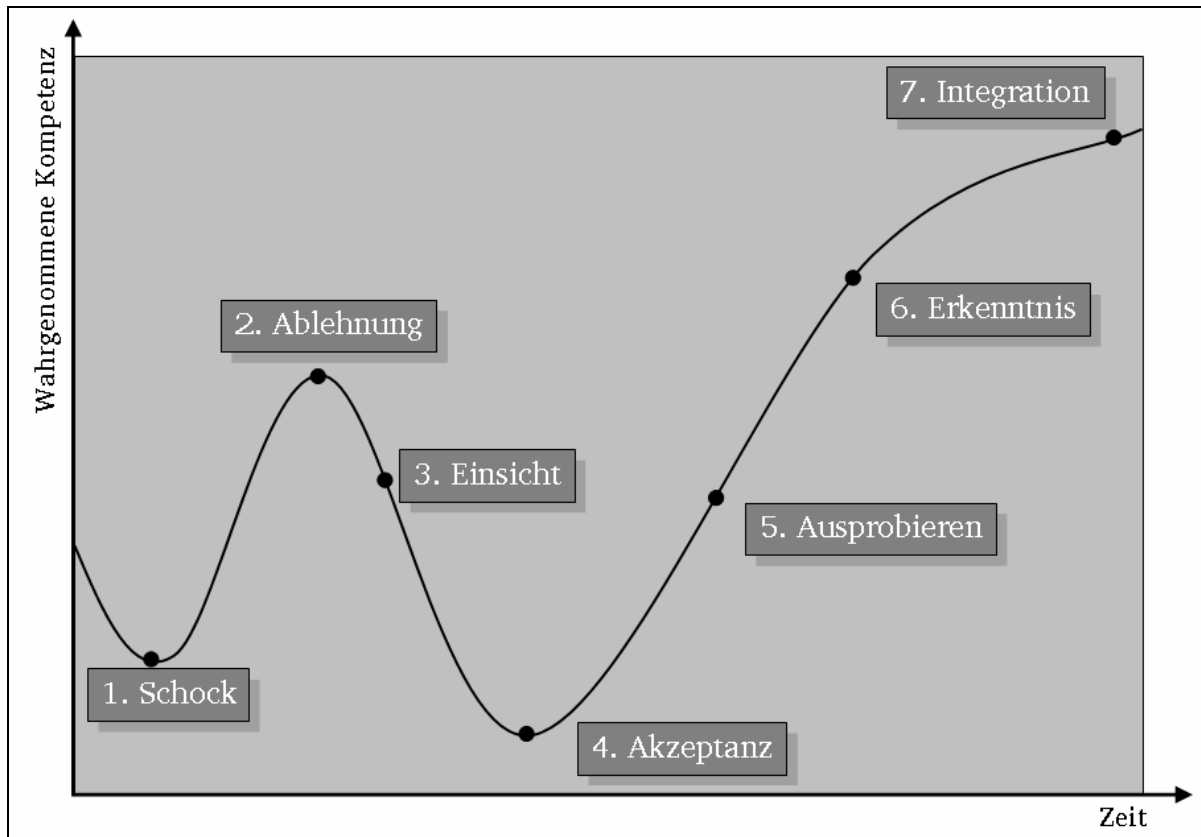 Wahrgenommene Kompetenz
7. Integration
6. Erkenntnis
2. Ablehnung
3. Einsicht
5. Ausprobieren
1. Schock
4. Akzeptanz
Zeit